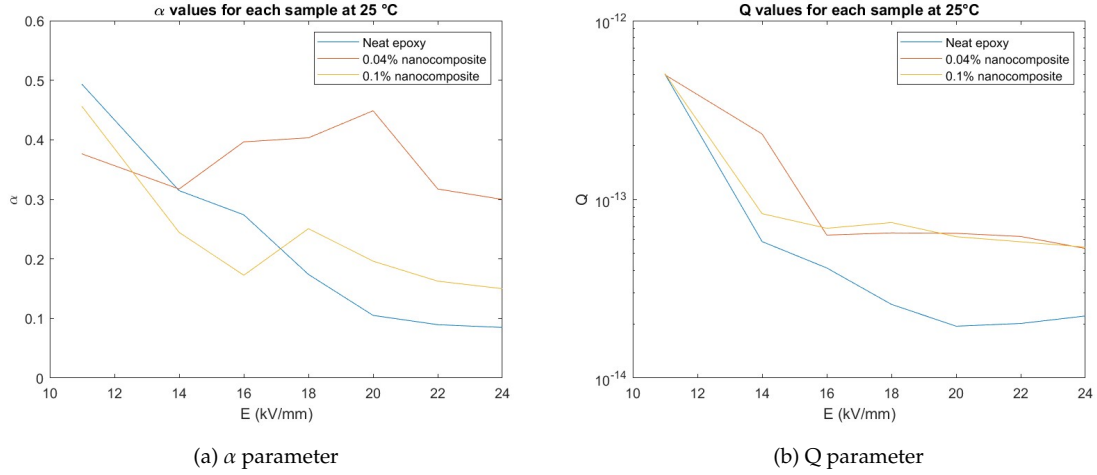 α values for each sample at 25 °C
0.6
0.5
0.4
0.3
0.2
0.1
0
α
10 12 14 16 18 20 22 24
E (kV/mm)
Neat epoxy
0.04% nanocomposite
0.1% nanocomposite
(a) α parameter
Q values for each sample at 25°C
10⁻¹²
10⁻¹³
10⁻¹⁴
Q
10 12 14 16 18 20 22 24
E (kV/mm)
Neat epoxy
0.04% nanocomposite
0.1% nanocomposite
(b) Q parameter